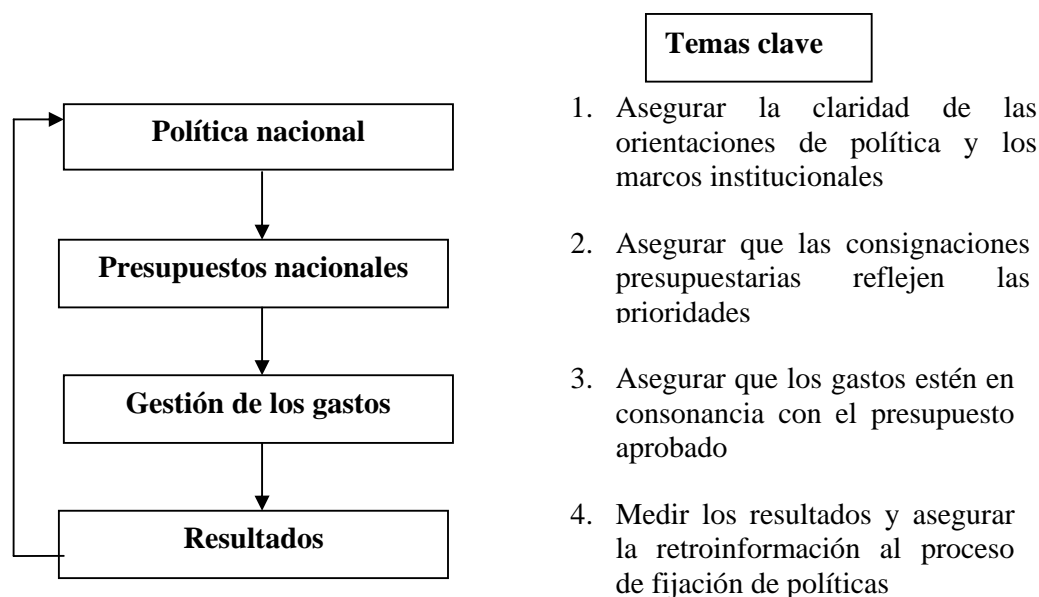 Temas clave
Política nacional
1. Asegurar la claridad de las
orientaciones de política y los
marcos institucionales
Presupuestos nacionales
2. Asegurar que las consignaciones
presupuestarias reflejen las
prioridades
Gestión de los gastos
3. Asegurar que los gastos estén en
consonancia con el presupuesto
aprobado
Resultados
4. Medir los resultados y asegurar
la retroinformación al proceso
de fijación de políticas